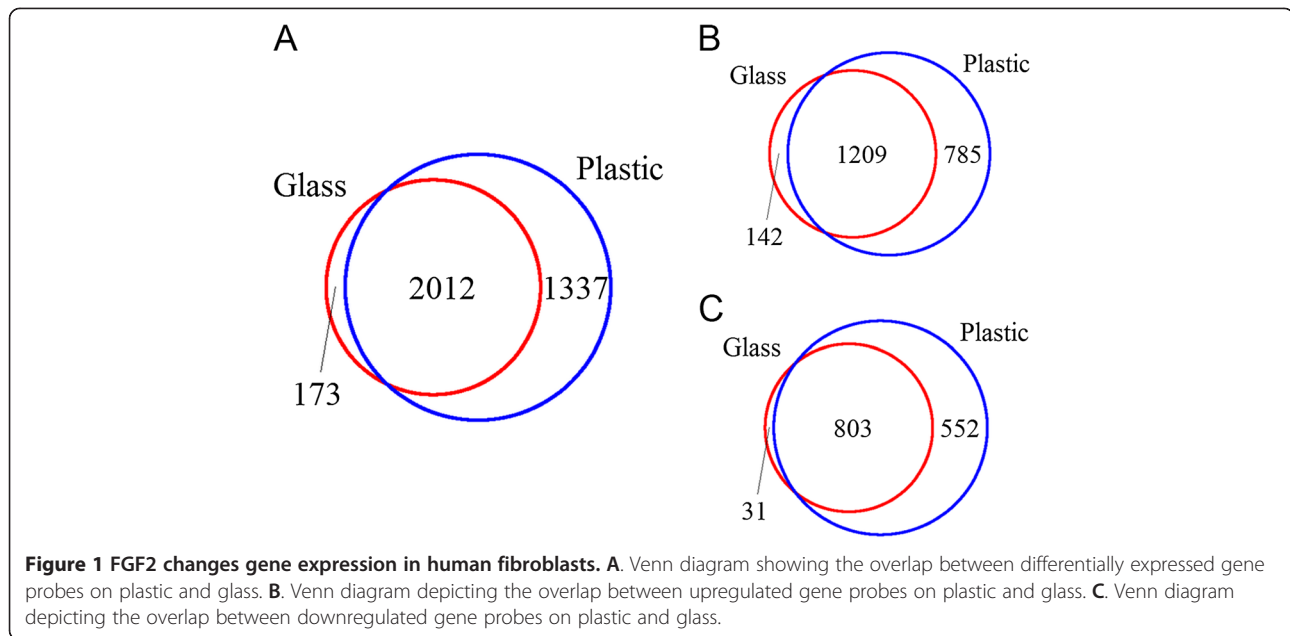 A
Glass
Plastic
2012
1337
173
B
Glass
Plastic
1209
785
142
C
Glass
Plastic
803
552
31
Figure 1 FGF2 changes gene expression in human fibroblasts. A. Venn diagram showing the overlap between differentially expressed gene
probes on plastic and glass. B. Venn diagram depicting the overlap between upregulated gene probes on plastic and glass. C. Venn diagram
depicting the overlap between downregulated gene probes on plastic and glass.